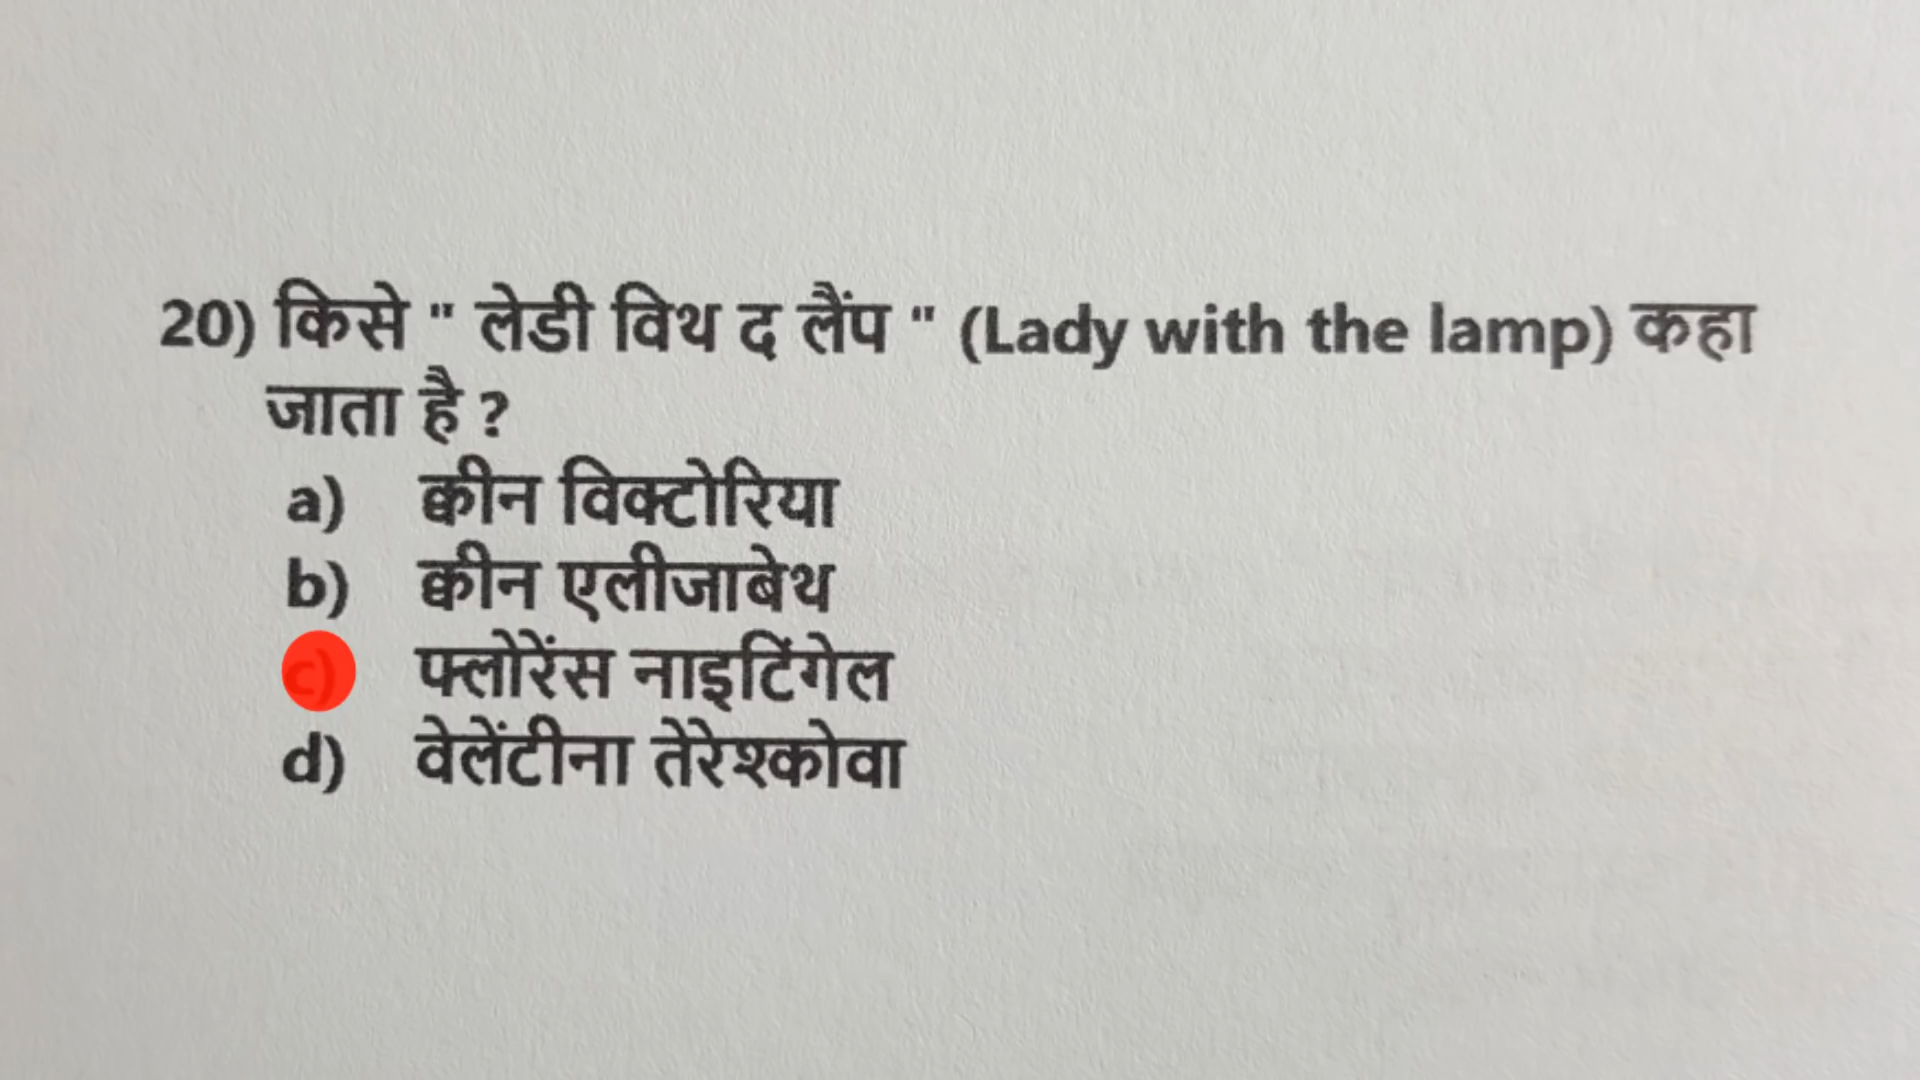 20) किसे " लेडी विथ द लैंप " (Lady with the lamp) कहा
जाता है ?
a) क्वीन विक्टोरिया
b) क्वीन एलीजाबेथ
c) फ्लोरेंस नाइटिंगेल
d) वेलेंटीना तेरेश्कोवा